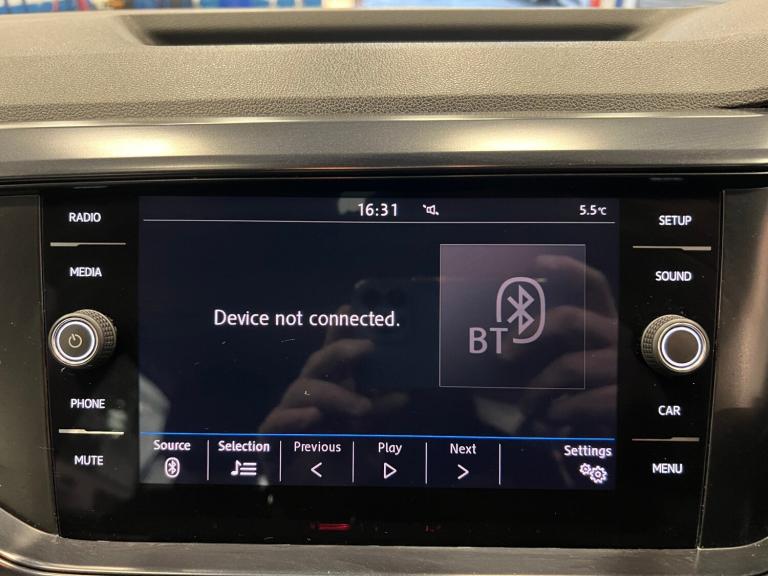 RADIO
MEDIA
PHONE
MUTE
16:31
5.5°C
Device not connected.
BT
Source
Selection
Previous
Play
Next
Settings
SETUP
SOUND
CAR
MENU